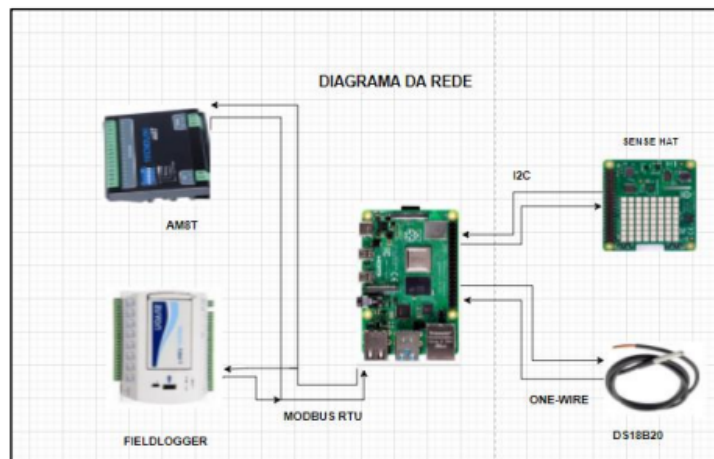 DIAGRAMA DA REDE
SENSE HAT
I2C
AM8T
MODBUS RTU
ONE-WIRE
FIELDLOGGER
DS18B20